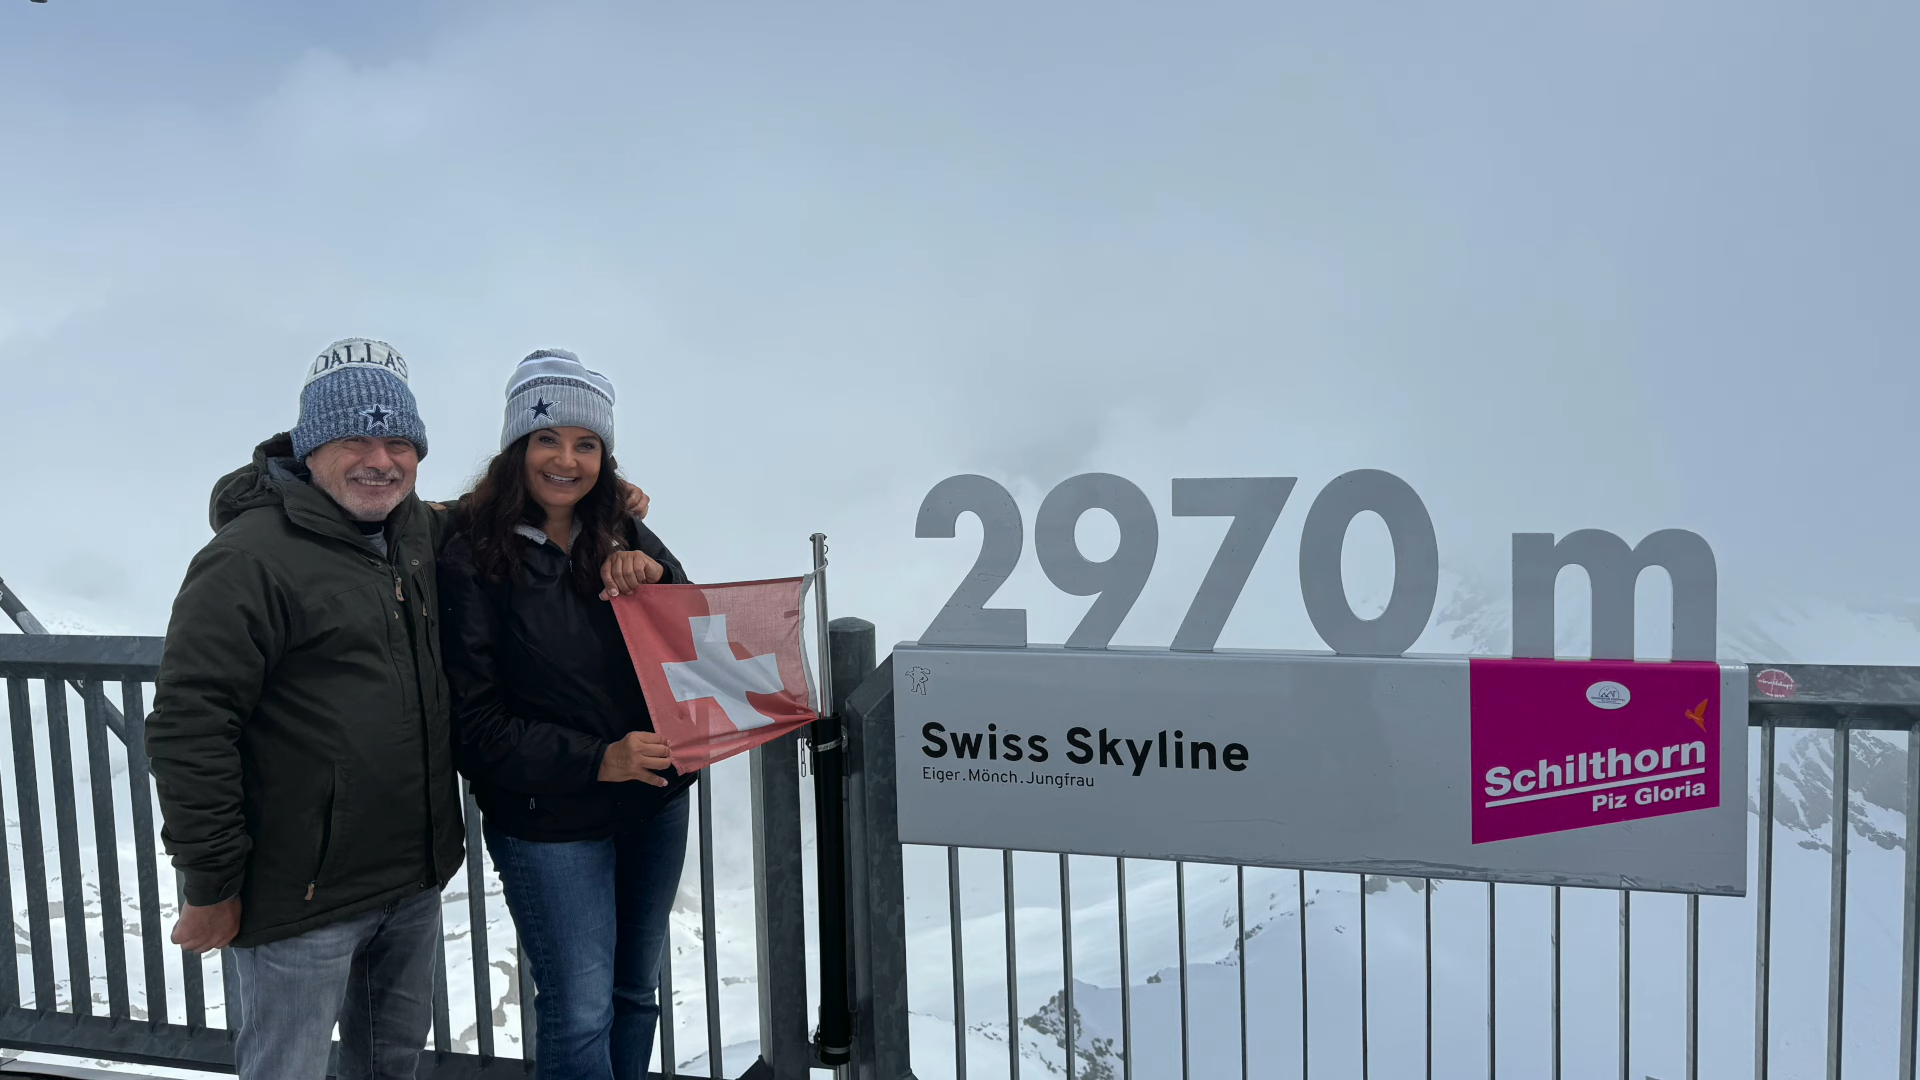 DALLAS
2970 m
Swiss Skyline
Eiger.Mönch.Jungfrau
Schilthorn
Piz Gloria